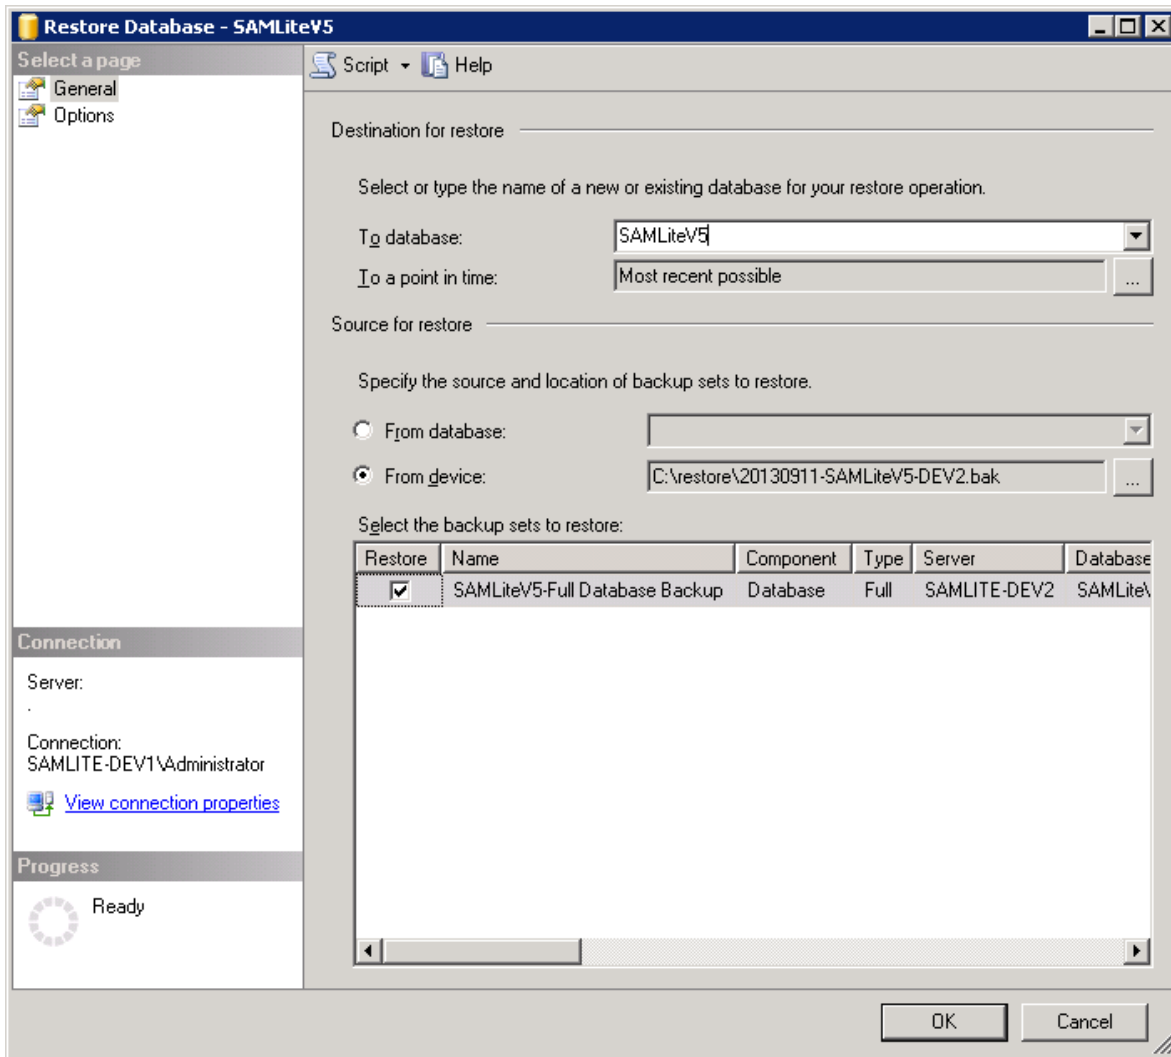 Restore Database - SAMLiteV5
Select a page
General
Options
Script
Help
Destination for restore
Select or type the name of a new or existing database for your restore operation.
To database: SAMLiteV5
To a point in time: Most recent possible ...
Source for restore
Specify the source and location of backup sets to restore.
From database:
From device: C:\restore\20130911-SAMLiteV5-DEV2.bak ...
Select the backup sets to restore:
Restore Name Component Type Server Database
SAMLiteV5-Full Database Backup Database Full SAMLITE-DEV2 SAMLite\
Connection
Server:
.
Connection:
SAMLITE-DEV1\Administrator
View connection properties
Progress
Ready
OK Cancel